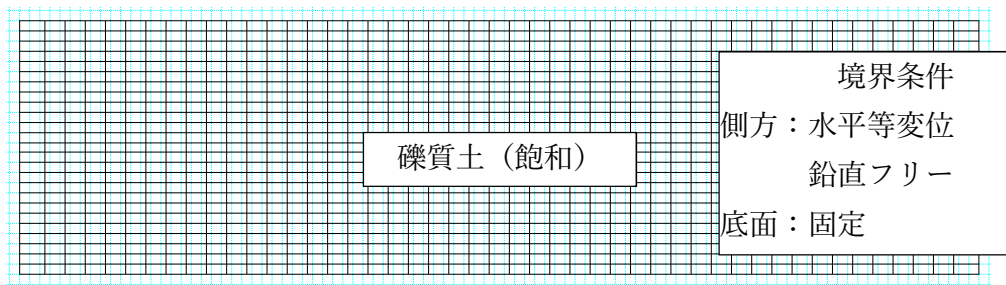 礫質土（飽和）
境界条件
側方：水平等変位
鉛直フリー
底面：固定